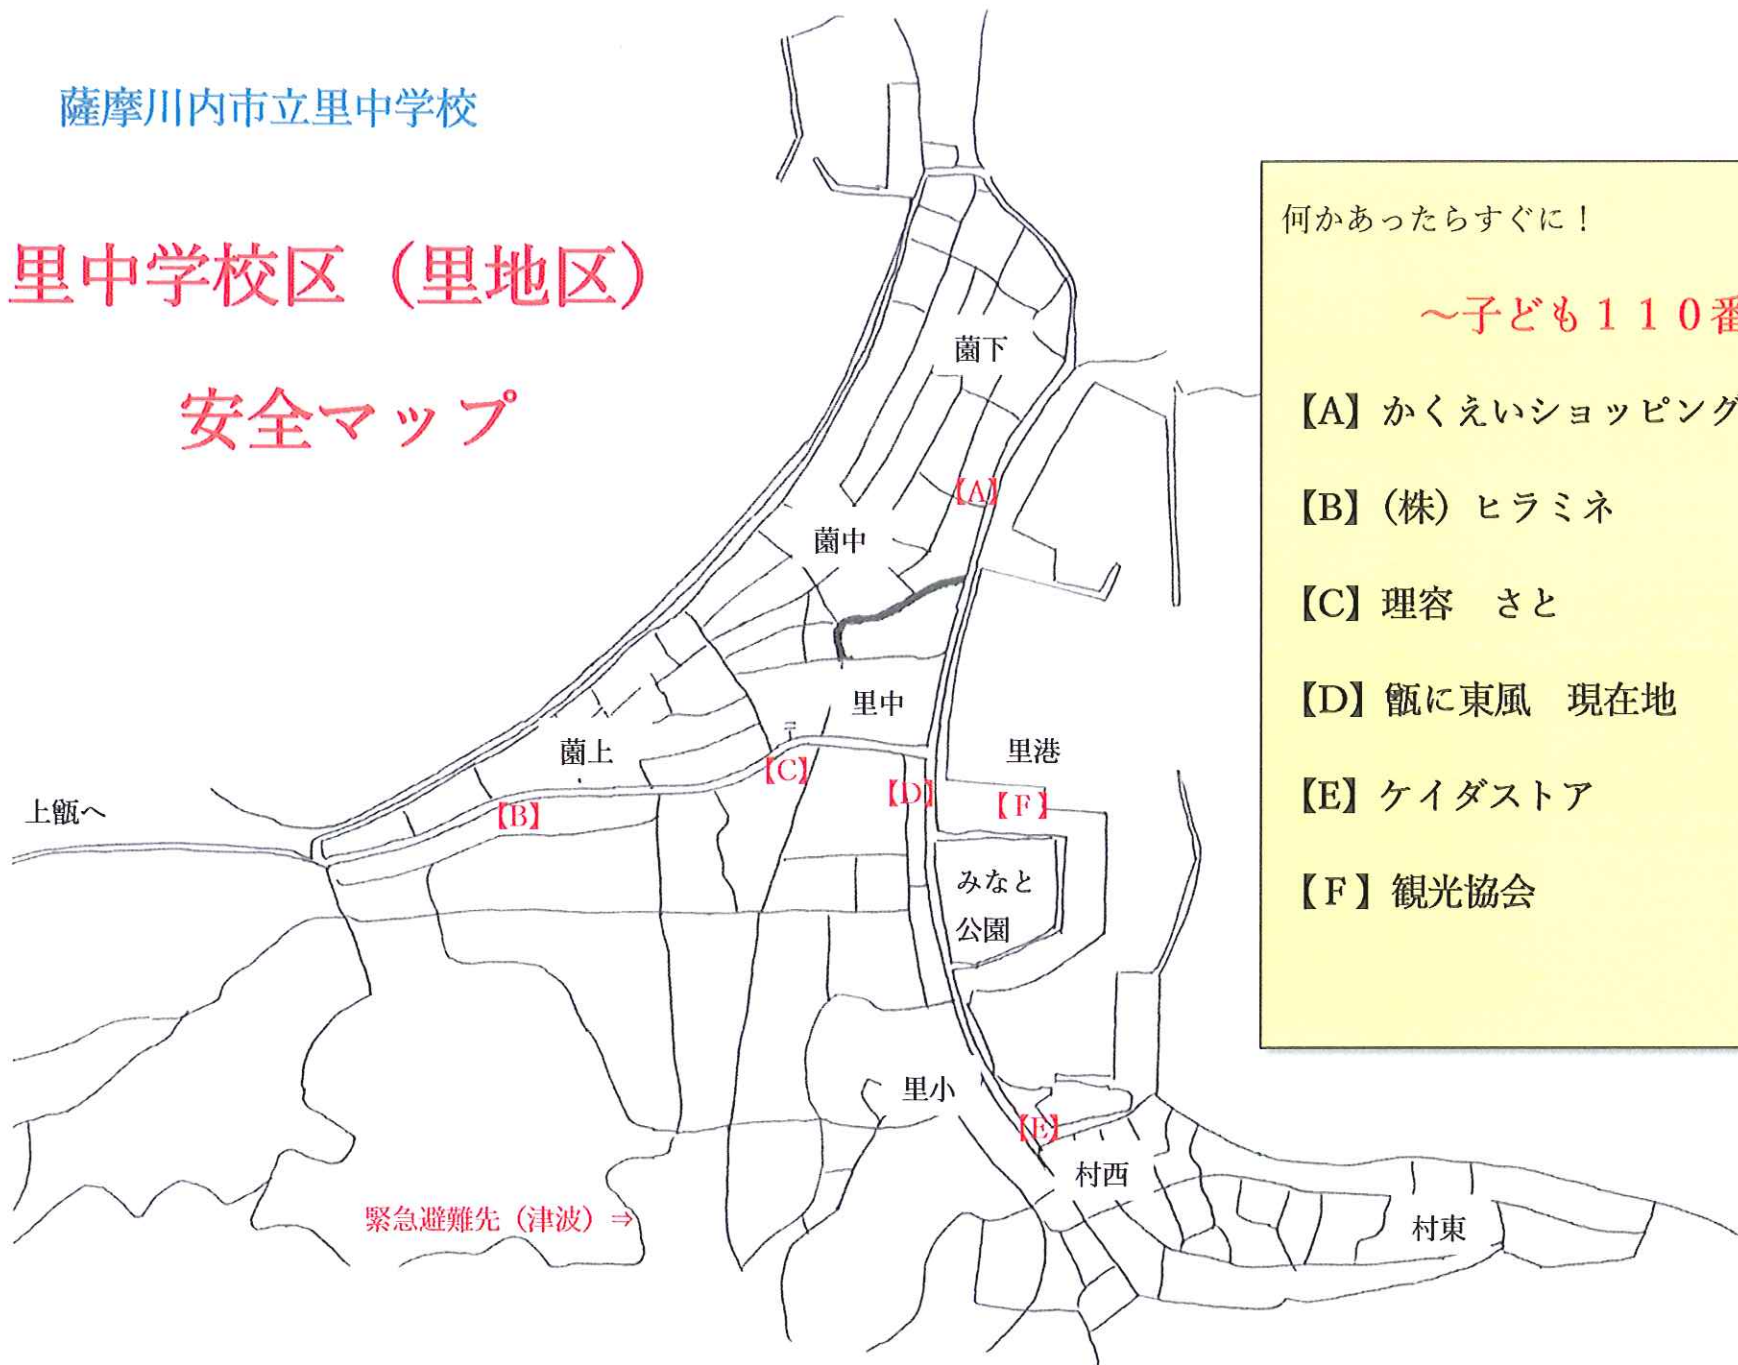 薩摩川内市立里中学校
里中学校区（里地区）
安全マップ
何かあったらすぐに！
～子ども１１０番
【A】かくえいショッピング
【B】（株）ヒラミネ
【C】理容　さと
【D】甑に東風　現在地
【E】ケイダストア
【F】観光協会
薗下
【A】
薗中
里中
薗上
里港
【C】
【D】
【F】
【B】
上甑へ
みなと
公園
里小
【E】
村西
緊急避難先（津波）⇒
村東